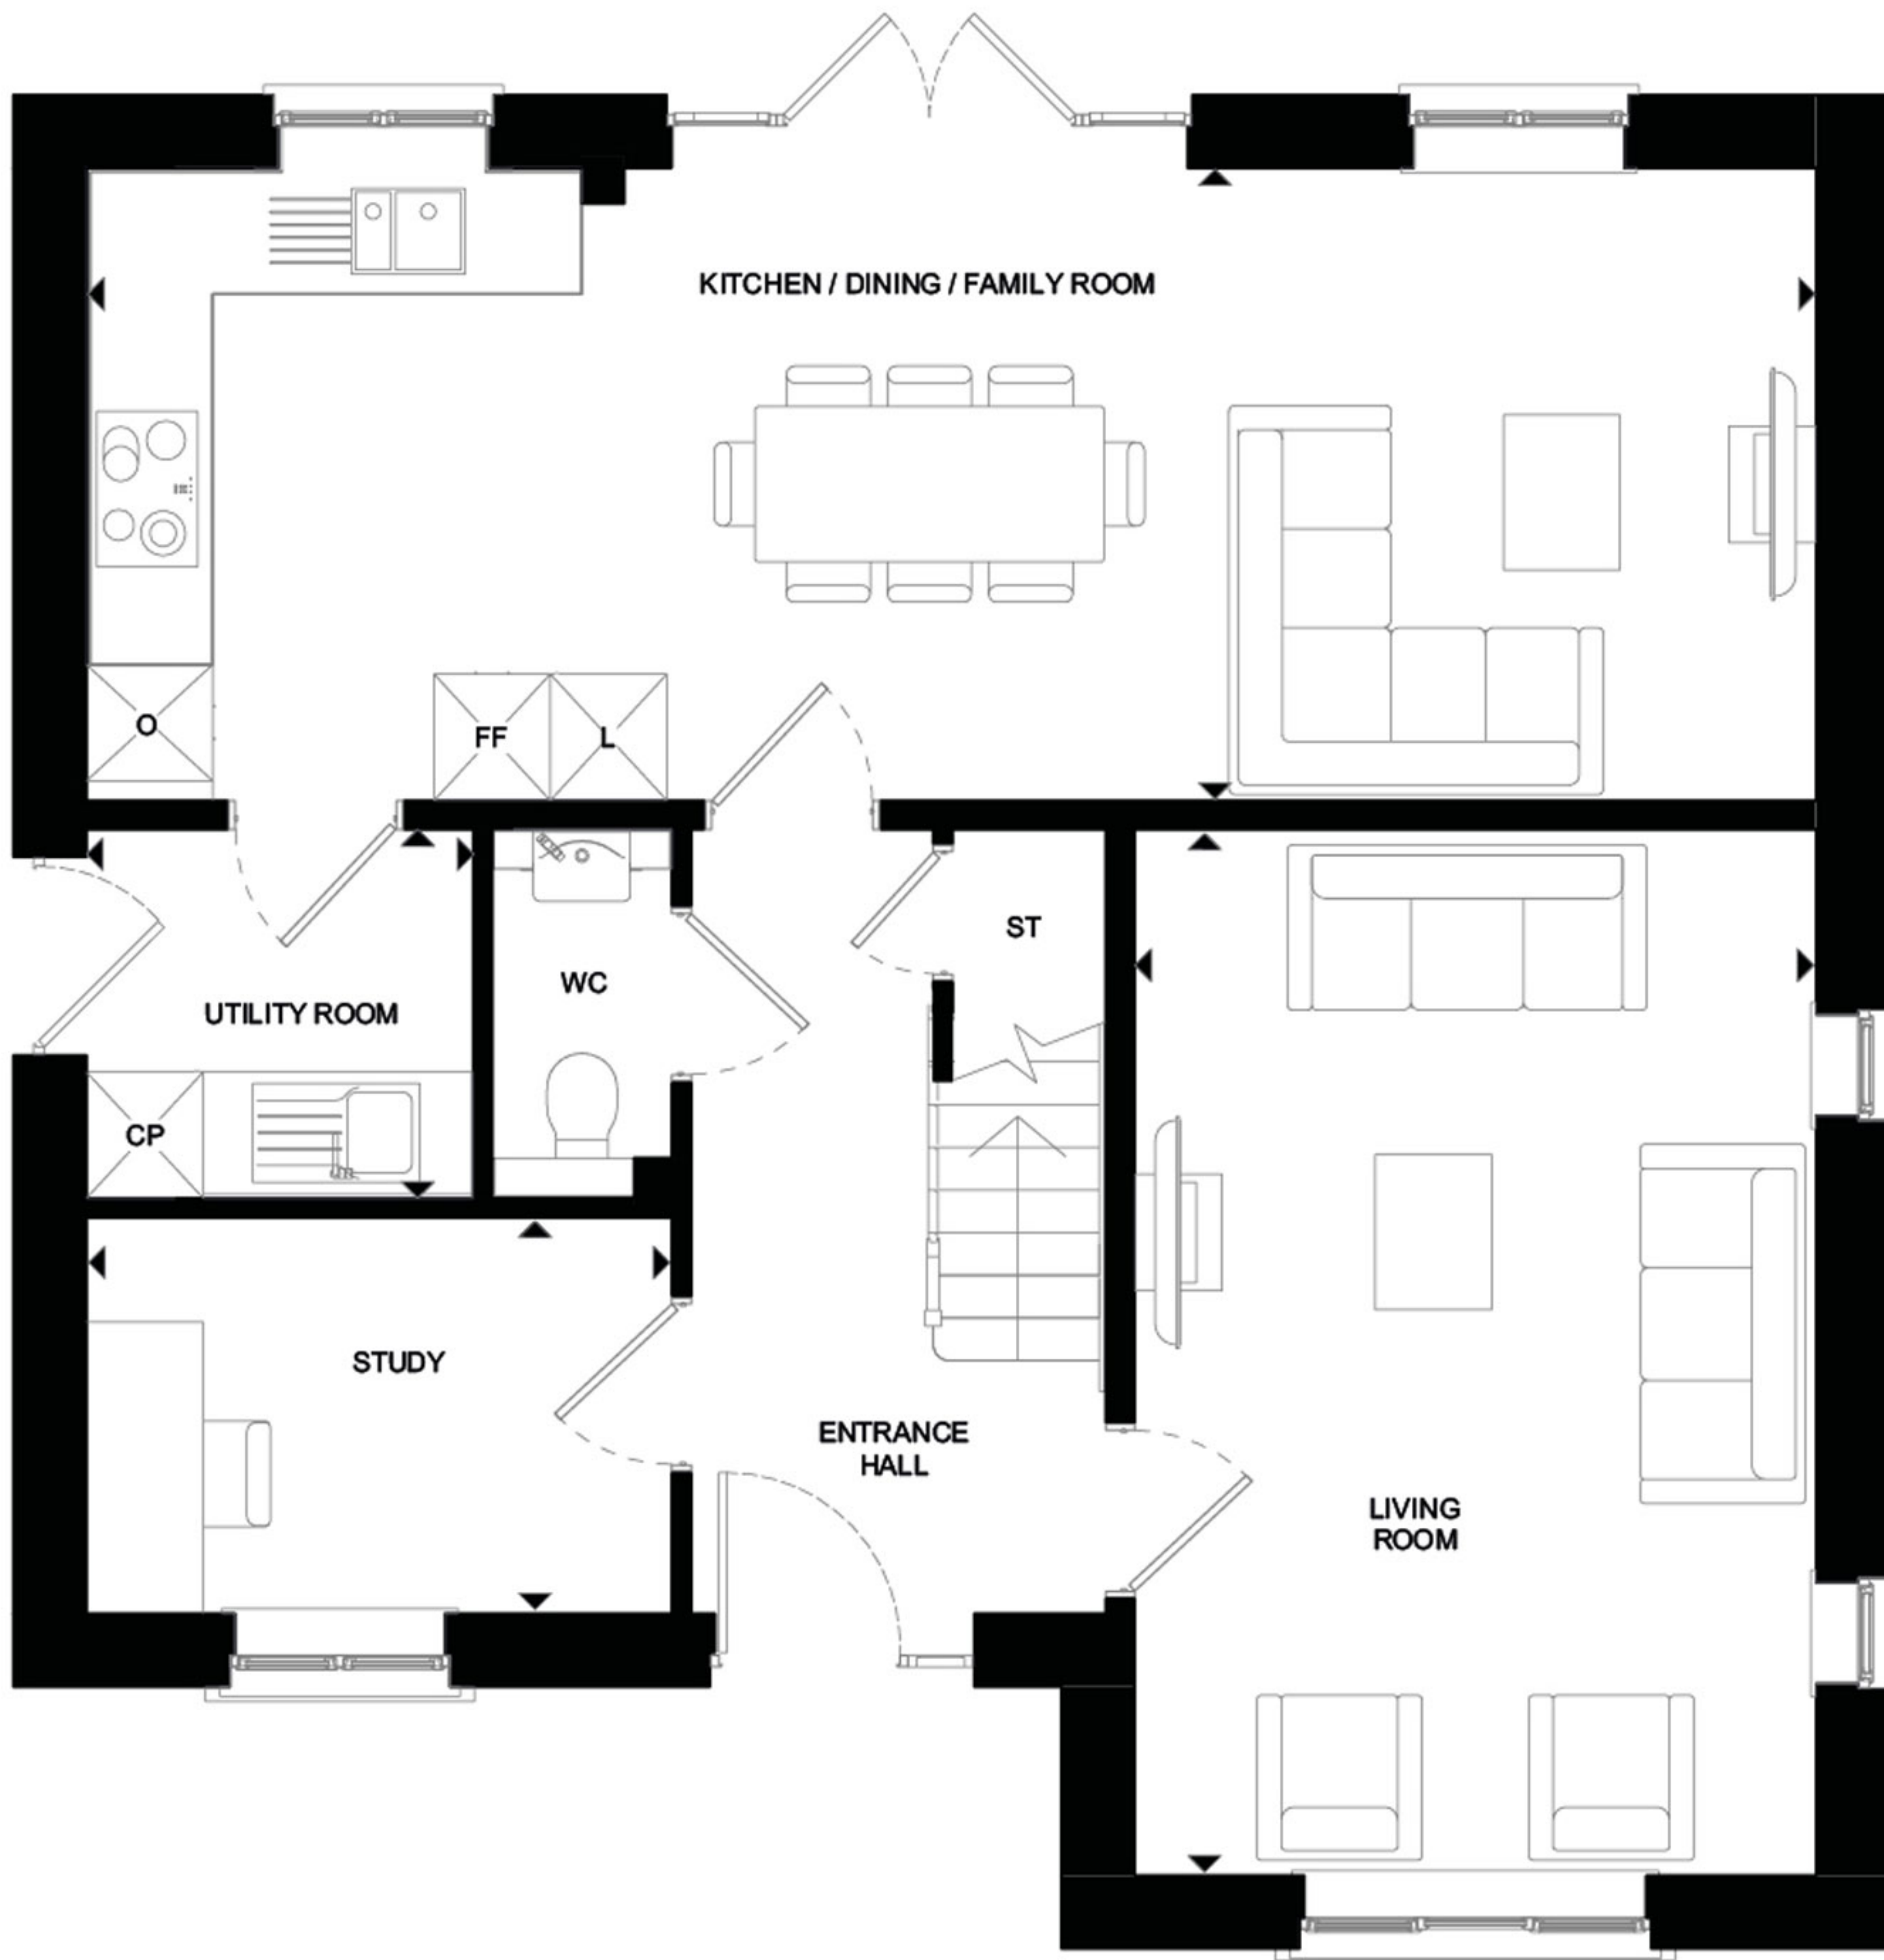 KITCHEN / DINING / FAMILY ROOM
O
FF
L
ST
WC
UTILITY ROOM
CP
STUDY
ENTRANCE
HALL
LIVING
ROOM